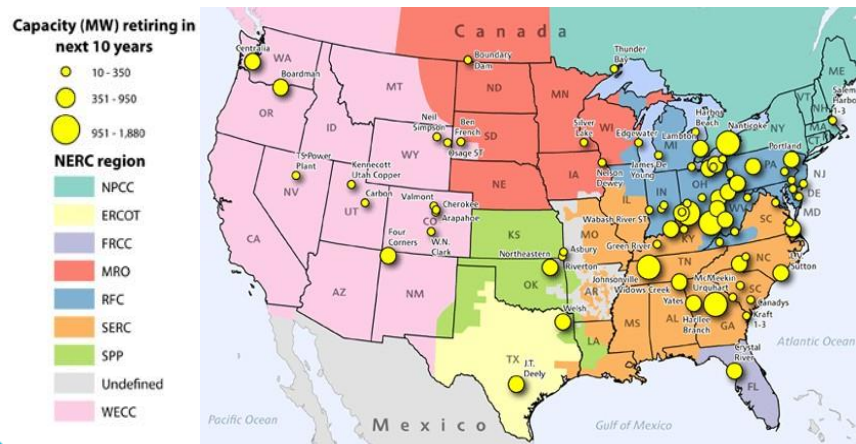 Capacity (MW) retiring in
next 10 years
10 - 350
351 - 950
951 - 1,880
NERC region
NPCC
ERCOT
FRCC
MRO
RFC
SERC
SPP
Undefined
WECC
Canada
Centralia
WA
Boardman
OR
ID
MT
Boundary
Dam
ND
MN
Thunder
Bay
ME
VT
NH
MA
CT
Salem
Harbor
1-3
NY
Neil
Simpson
Ben
French
Osage ST
SD
WY
Silver
Lake
WI
Edgewater
Lambton
Harbor
Beach
Nanticoke
MI
Portland
PA
NJ
DE
MD
TS Power
Plant
Kennecott
Utah Copper
Carbon
NV
UT
NE
IA
Nelson
Dewey
James De
Young
IL
IN
OH
WV
SC
Valmont
Cherokee
Arapahoe
CO
W.N.
Clark
CA
Four
Corners
KS
MO
Wabash River ST
Green River
KY
Northeastern
Asbury
Riverton
TN
NC
L.V.
Sutton
AZ
NM
OK
AR
Johnsonville
Widows Creek
McMeekin
Urquhart
SC
Canadys
Kraft
1-3
Yates
Harllee
Branch
Welsh
MS
AL
GA
LA
TX
J.T.
Deely
Crystal
River
FL
Atlantic Ocean
Pacific Ocean
Mexico
Gulf of Mexico